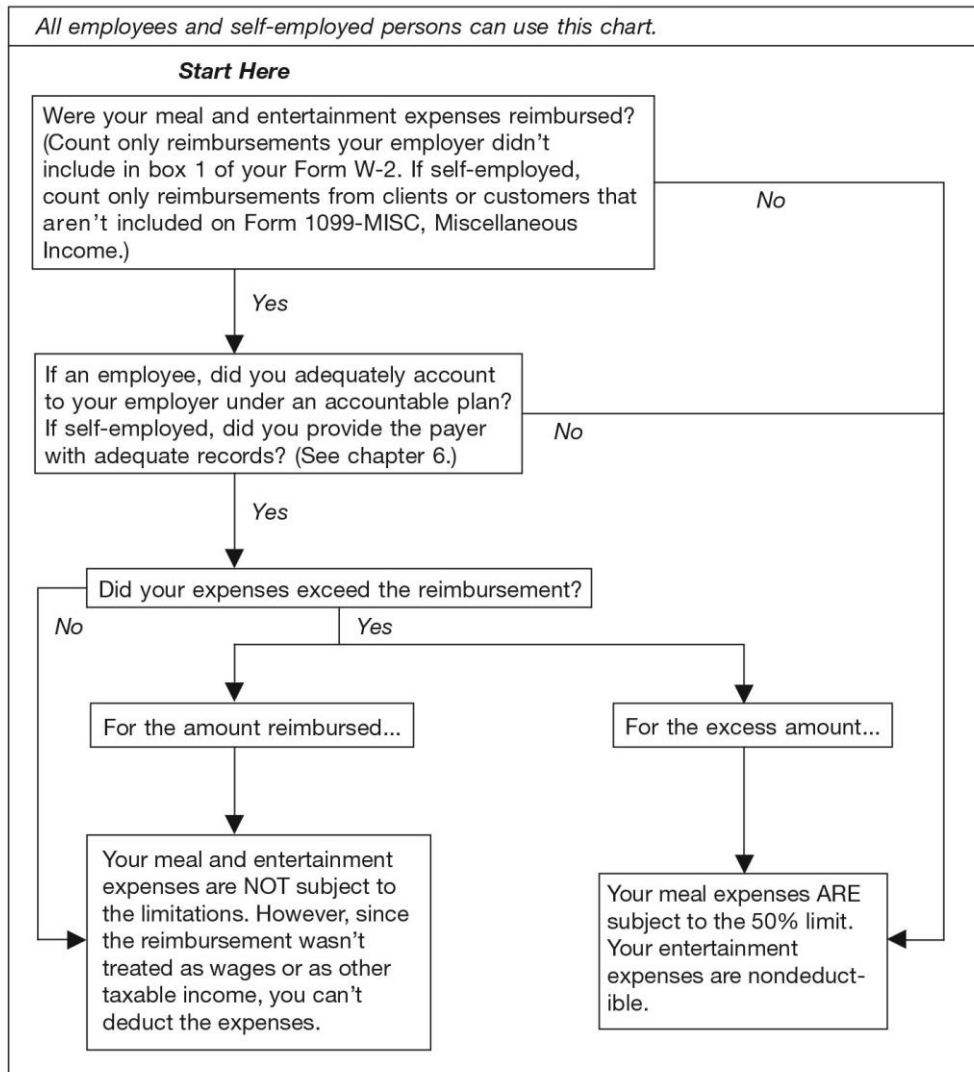 All employees and self-employed persons can use this chart.
Start Here
Were your meal and entertainment expenses reimbursed?
(Count only reimbursements your employer didn’t
include in box 1 of your Form W-2. If self-employed,
count only reimbursements from clients or customers that
aren’t included on Form 1099-MISC, Miscellaneous
Income.)
No
Yes
If an employee, did you adequately account
to your employer under an accountable plan?
If self-employed, did you provide the payer
with adequate records? (See chapter 6.)
No
Yes
Did your expenses exceed the reimbursement?
No
Yes
For the amount reimbursed...
For the excess amount...
Your meal and entertainment
expenses are NOT subject to
the limitations. However, since
the reimbursement wasn’t
treated as wages or as other
taxable income, you can’t
deduct the expenses.
Your meal expenses ARE
subject to the 50% limit.
Your entertainment
expenses are nondeduct-
ible.